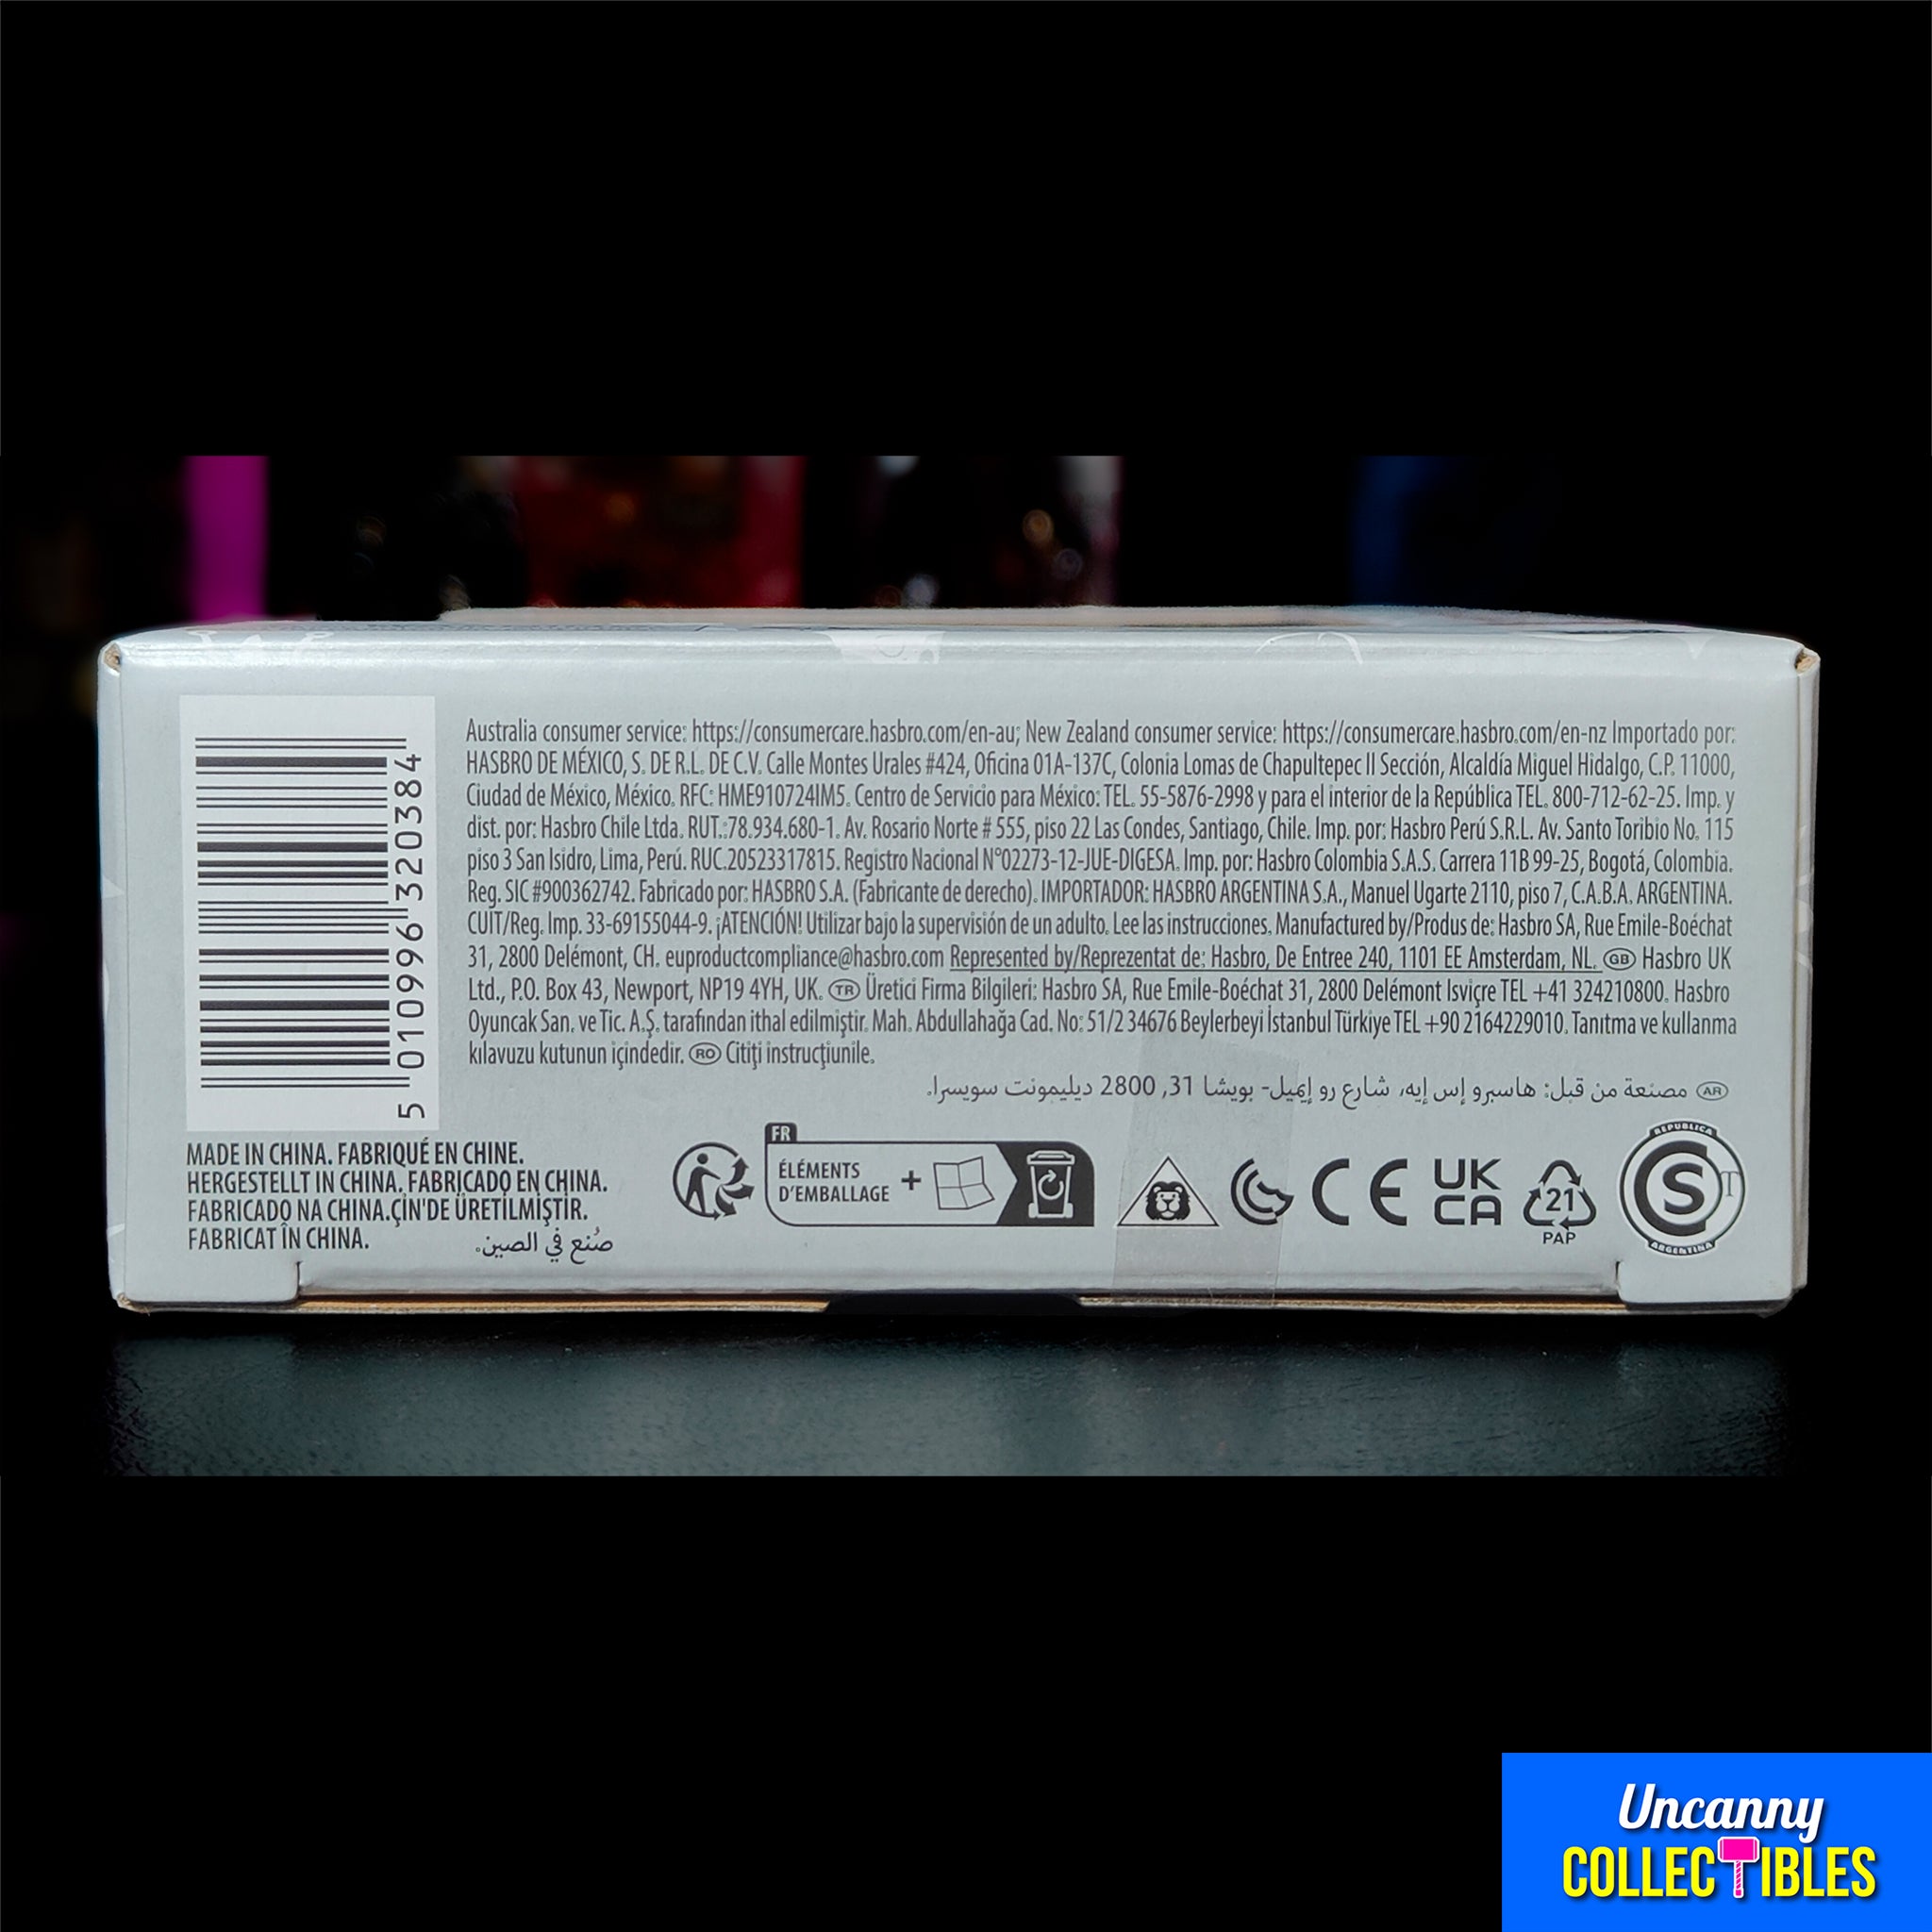 5 010996 320384
Australia consumer service: https://consumercare.hasbro.com/en-au; New Zealand consumer service: https://consumercare.hasbro.com/en-nz Importado por:
HASBRO DE MÉXICO, S. DE R.L. DE C.V. Calle Montes Urales #424, Oficina 01A-137C, Colonia Lomas de Chapultepec II Sección, Alcaldía Miguel Hidalgo, C.P. 11000,
Ciudad de México, México. RFC: HME910724IM5. Centro de Servicio para México: TEL. 55-5876-2998 y para el interior de la República TEL. 800-712-62-25. Imp. y
dist. por: Hasbro Chile Ltda. RUT.:78.934.680-1. Av. Rosario Norte # 555, piso 22 Las Condes, Santiago, Chile. Imp. por: Hasbro Perú S.R.L. Av. Santo Toribio No. 115
piso 3 San Isidro, Lima, Perú. RUC.20523317815. Registro Nacional N°02273-12-JUE-DIGESA. Imp. por: Hasbro Colombia S.A.S. Carrera 11B 99-25, Bogotá, Colombia.
Reg. SIC #900362742. Fabricado por: HASBRO S.A. (Fabricante de derecho). IMPORTADOR: HASBRO ARGENTINA S.A., Manuel Ugarte 2110, piso 7, C.A.B.A. ARGENTINA.
CUIT/Reg. Imp. 33-69155044-9. ¡ATENCIÓN! Utilizar bajo la supervisión de un adulto. Lee las instrucciones. Manufactured by/Produs de: Hasbro SA, Rue Emile-Boéchat
31, 2800 Delémont, CH. euproductcompliance@hasbro.com Represented by/Reprezentat de: Hasbro, De Entree 240, 1101 EE Amsterdam, NL. GB Hasbro UK
Ltd., P.O. Box 43, Newport, NP19 4YH, UK. TR Üretici Firma Bilgileri: Hasbro SA, Rue Emile-Boéchat 31, 2800 Delémont Isviçre TEL +41 324210800. Hasbro
Oyuncak San. ve Tic. A.Ş. tarafından ithal edilmiştir. Mah. Abdullahağa Cad. No: 51/2 34676 Beylerbeyi İstanbul Türkiye TEL +90 2164229010. Tanıtma ve kullanma
kılavuzu kutunun içindedir. RO Citiţi instrucţiunile.
AR مصنعة من قبل: هاسبرو إس إيه، شارع رو إيميل- بويشا 31, 2800 ديليمونت سويسرا.
MADE IN CHINA. FABRIQUÉ EN CHINE.
HERGESTELLT IN CHINA. FABRICADO EN CHINA.
FABRICADO NA CHINA.ÇİN'DE ÜRETİLMİŞTİR.
FABRICAT ÎN CHINA. صُنع في الصين.
FR
ÉLÉMENTS
D'EMBALLAGE +
CE
UK
CA
21
PAP
REPUBLICA
S T
ARGENTINA
Uncanny
COLLECTIBLES